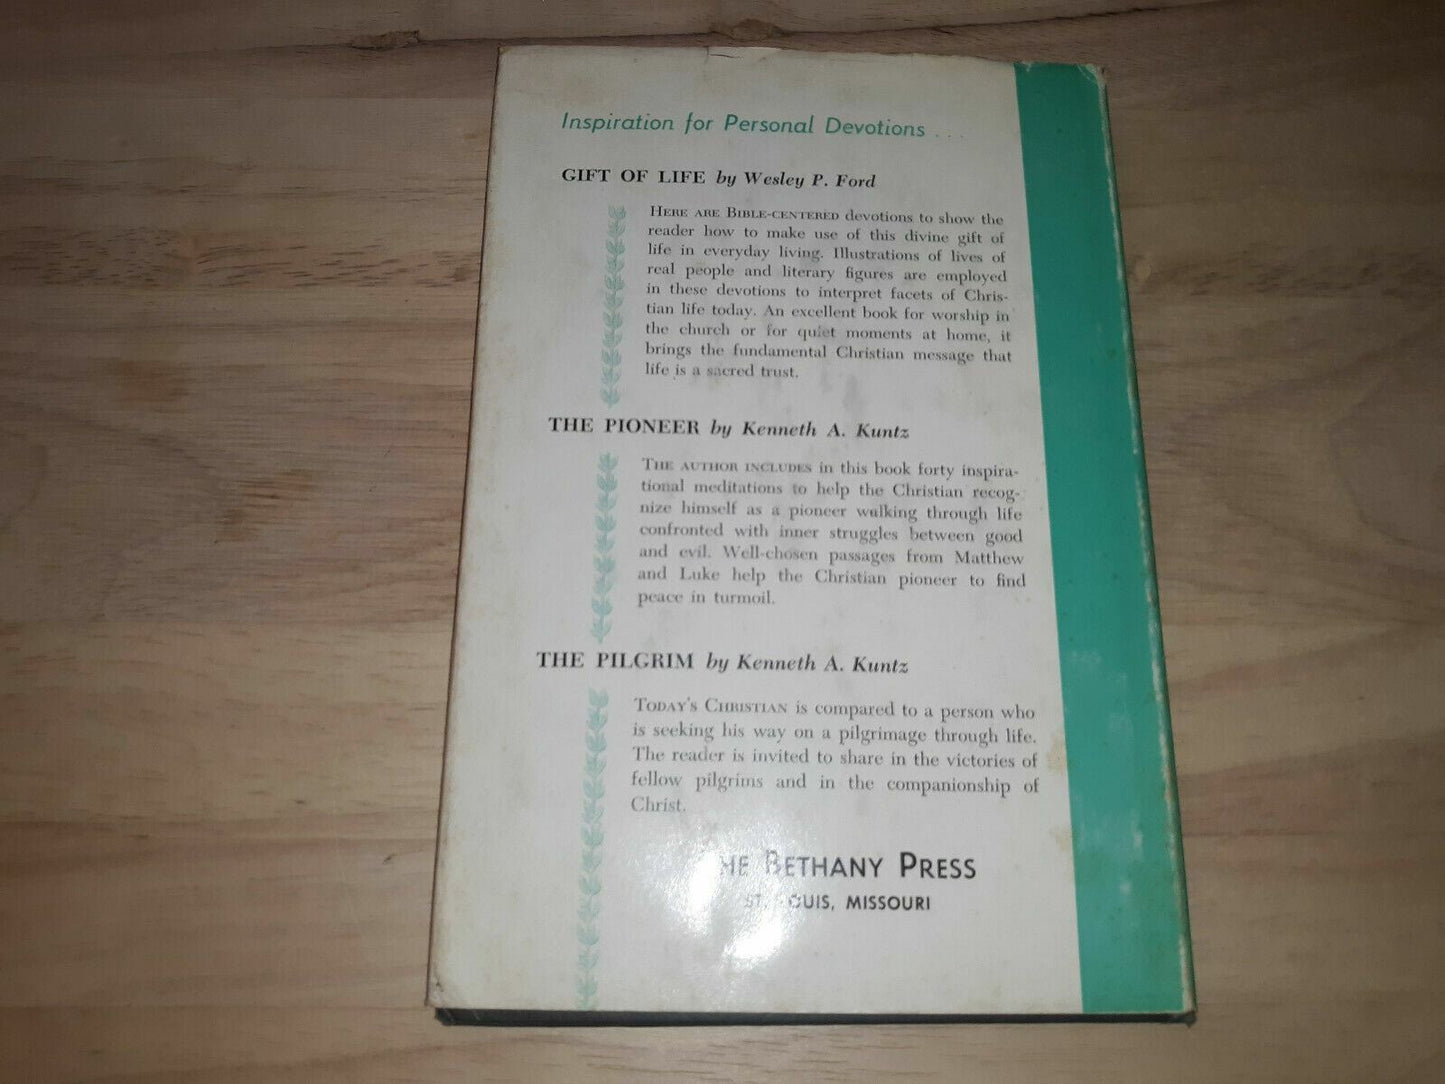 Inspiration for Personal Devotions . . .
GIFT OF LIFE by Wesley P. Ford
HERE ARE BIBLE-CENTERED devotions to show the
reader how to make use of this divine gift of
life in everyday living. Illustrations of lives of
real people and literary figures are employed
in these devotions to interpret facets of Chris-
tian life today. An excellent book for worship in
the church or for quiet moments at home, it
brings the fundamental Christian message that
life is a sacred trust.
THE PIONEER by Kenneth A. Kuntz
THE AUTHOR INCLUDES in this book forty inspira-
tional meditations to help the Christian recog-
nize himself as a pioneer walking through life
confronted with inner struggles between good
and evil. Well-chosen passages from Matthew
and Luke help the Christian pioneer to find
peace in turmoil.
THE PILGRIM by Kenneth A. Kuntz
TODAY'S CHRISTIAN is compared to a person who
is seeking his way on a pilgrimage through life.
The reader is invited to share in the victories of
fellow pilgrims and in the companionship of
Christ.
THE BETHANY PRESS
ST. LOUIS, MISSOURI